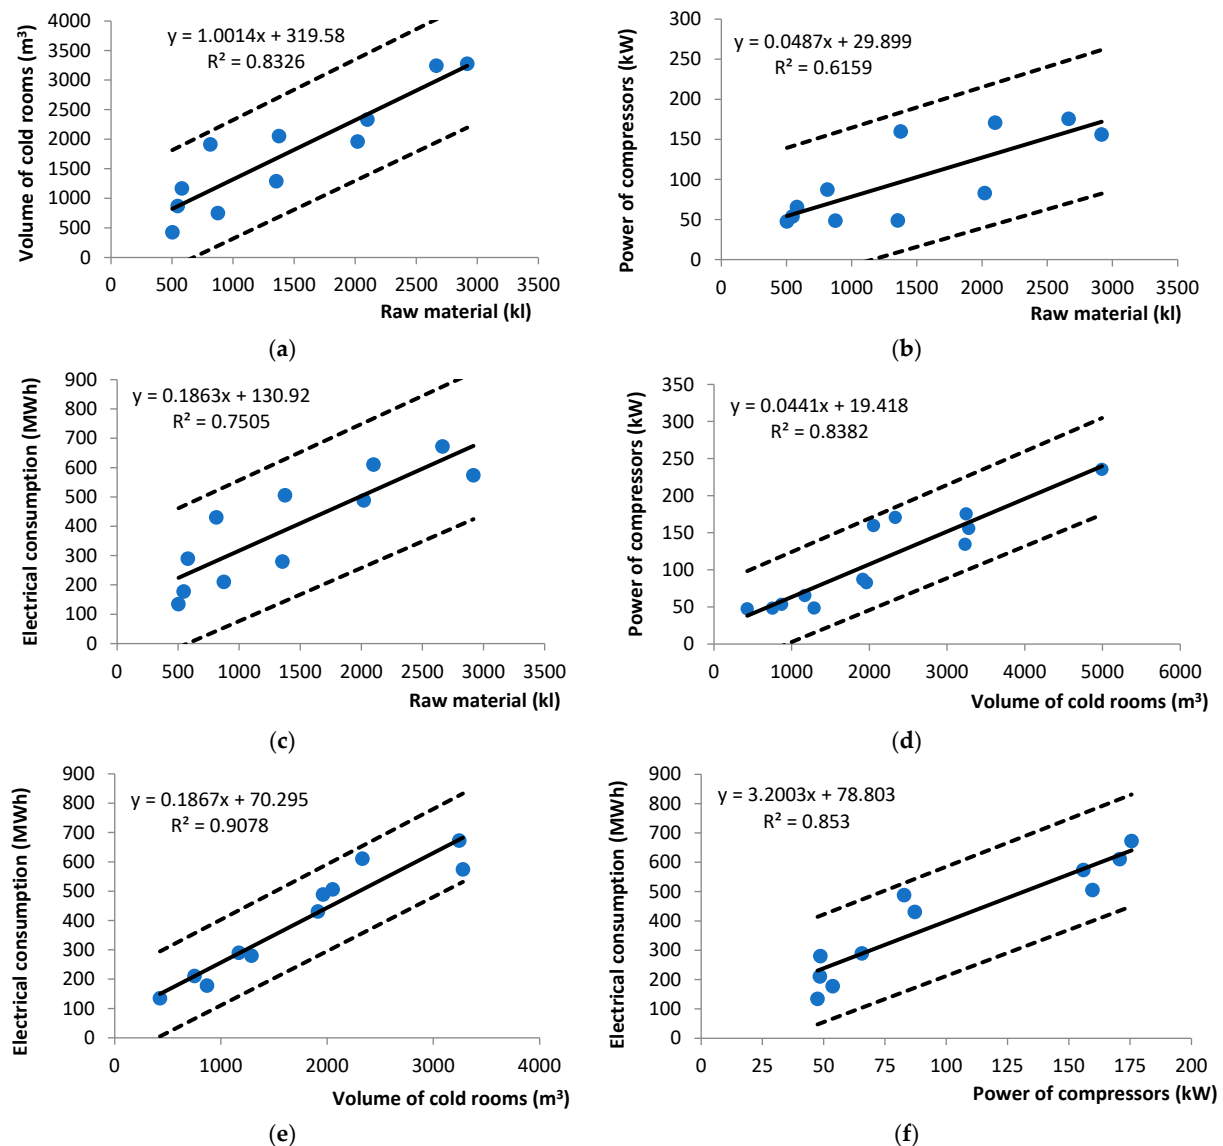 y = 1.0014x + 319.58
R² = 0.8326
Volume of cold rooms (m³)
4000
3500
3000
2500
2000
1500
1000
500
0
0 500 1000 1500 2000 2500 3000 3500
Raw material (kl)
(a)
y = 0.0487x + 29.899
R² = 0.6159
Power of compressors (kW)
300
250
200
150
100
50
0
0 500 1000 1500 2000 2500 3000 3500
Raw material (kl)
(b)
y = 0.1863x + 130.92
R² = 0.7505
Electrical consumption (MWh)
900
800
700
600
500
400
300
200
100
0
0 500 1000 1500 2000 2500 3000 3500
Raw material (kl)
(c)
y = 0.0441x + 19.418
R² = 0.8382
Power of compressors (kW)
350
300
250
200
150
100
50
0
0 1000 2000 3000 4000 5000 6000
Volume of cold rooms (m³)
(d)
y = 0.1867x + 70.295
R² = 0.9078
Electrical consumption (MWh)
900
800
700
600
500
400
300
200
100
0
0 1000 2000 3000 4000
Volume of cold rooms (m³)
(e)
y = 3.2003x + 78.803
R² = 0.853
Electrical consumption (MWh)
900
800
700
600
500
400
300
200
100
0
0 25 50 75 100 125 150 175 200
Power of compressors (kW)
(f)